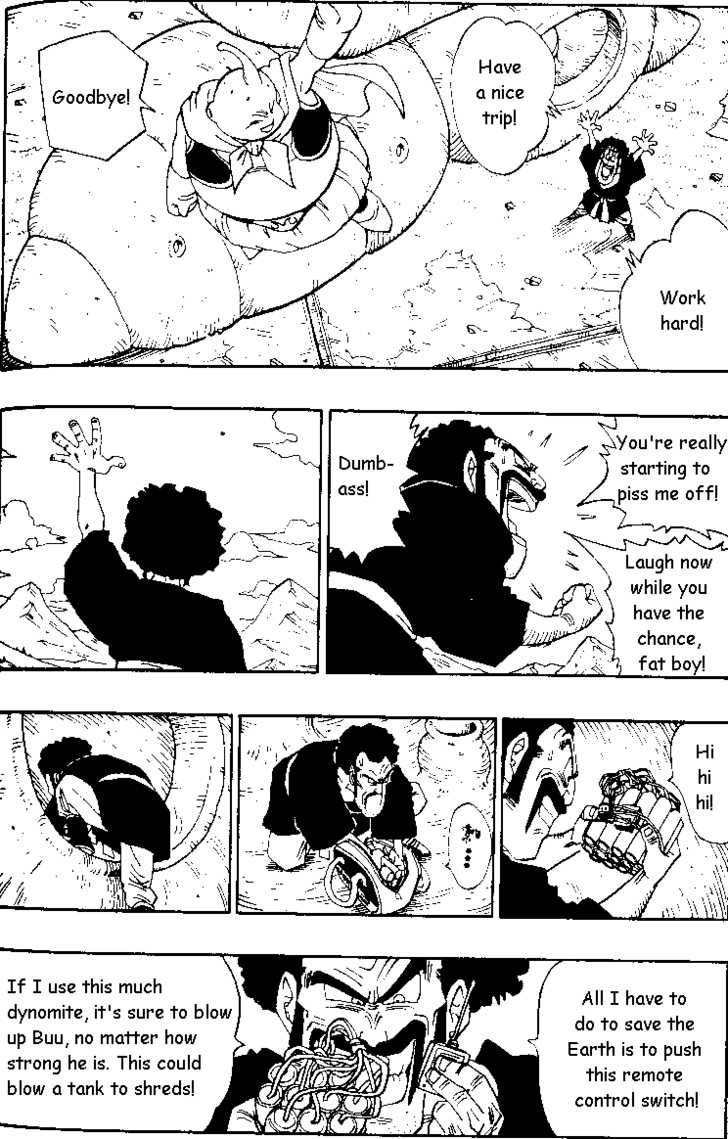 Goodbye!
Have
a nice
trip!
Work
hard!
Dumb-
ass!
You're really
starting to
piss me off!
Laugh now
while you
have the
chance,
fat boy!
Hi
hi
hi!
If I use this much
dynomite, it's sure to blow
up Buu, no matter how
strong he is. This could
blow a tank to shreds!
All I have to
do to save the
Earth is to push
this remote
control switch!